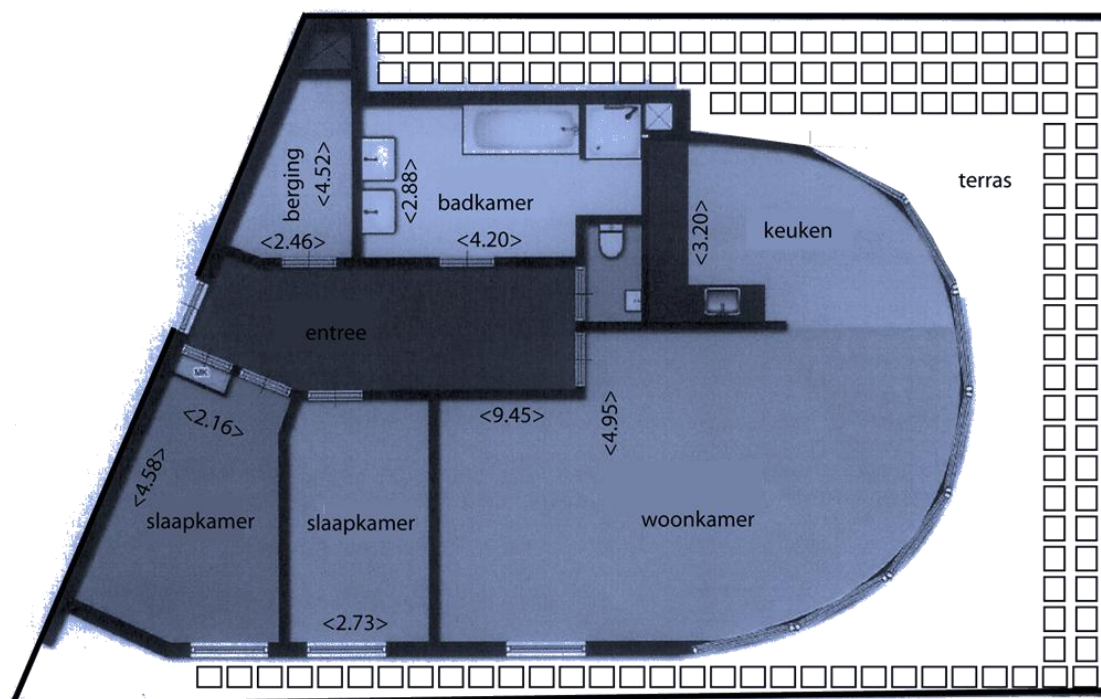 terras
berging
<4.52>
<2.88>
badkamer
<3.20>
keuken
<2.46>
<4.20>
entree
MK
<2.16>
<9.45>
<4.95>
<4.58>
slaapkamer
slaapkamer
woonkamer
<2.73>